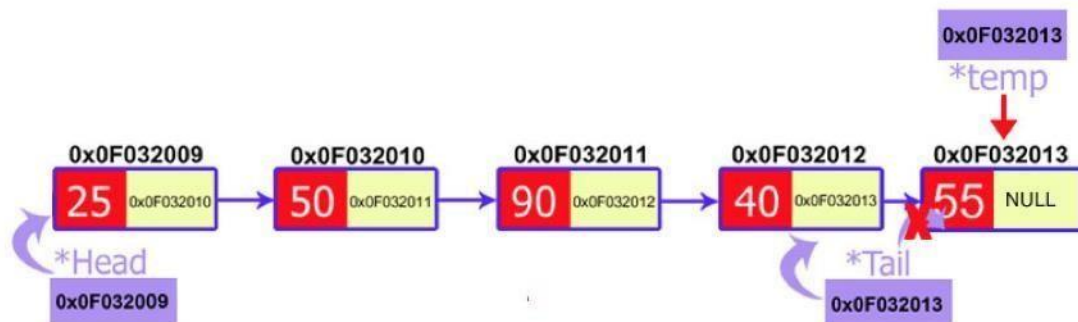 0x0F032013
*temp
0x0F032009 0x0F032010 0x0F032011 0x0F032012 0x0F032013
25 0x0F032010 50 0x0F032011 90 0x0F032012 40 0x0F032013 55 NULL
X
*Head *Tail
0x0F032009 0x0F032013